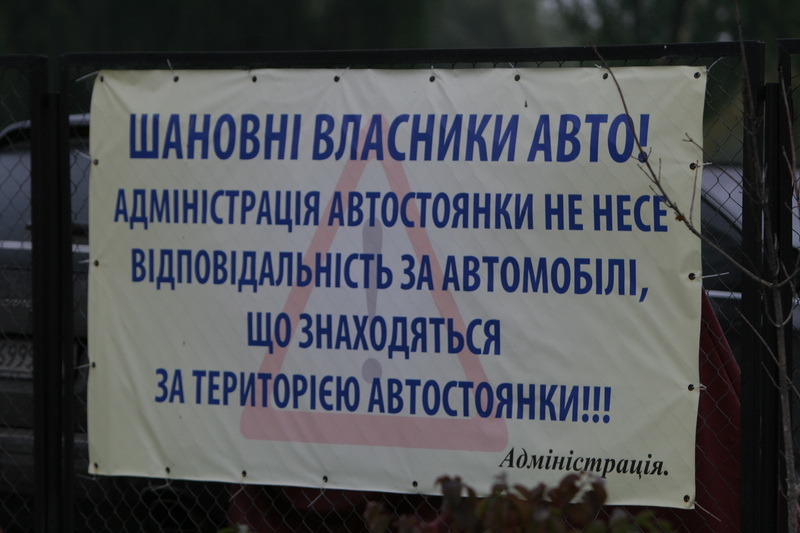 ШАНОВНІ ВЛАСНИКИ АВТО!
АДМІНІСТРАЦІЯ АВТОСТОЯНКИ НЕ НЕСЕ
ВІДПОВІДАЛЬНІСТЬ ЗА АВТОМОБІЛІ,
ЩО ЗНАХОДЯТЬСЯ
ЗА ТЕРИТОРІЄЮ АВТОСТОЯНКИ!!!
Адміністрація.